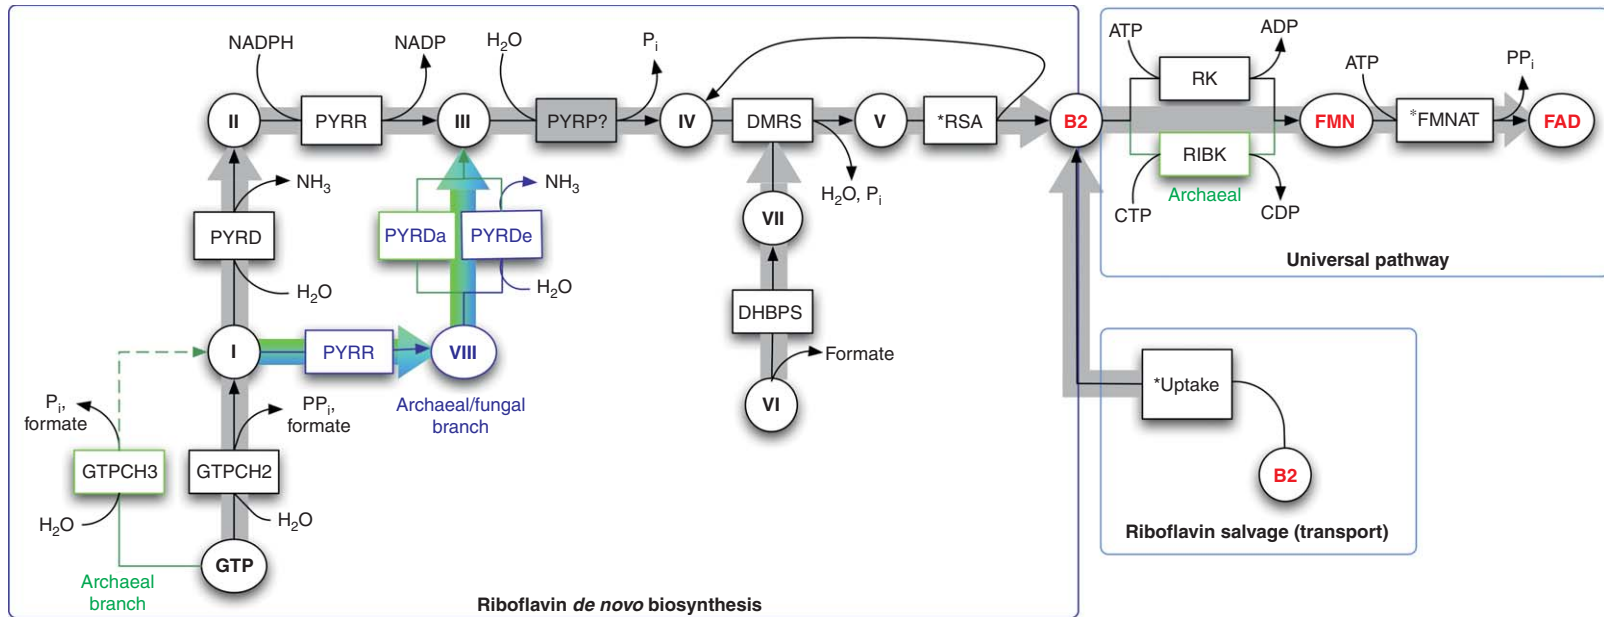 NADPH
NADP
H2O
Pi
II
PYRR
III
PYRP?
IV
DMRS
V
*RSA
B2
ATP
ADP
RK
FMN
ATP
PPi
*FMNAT
FAD
RIBK
Archaeal
CTP
CDP
Universal pathway
NH3
PYRD
H2O
PYRDa
PYRDe
NH3
H2O
H2O, Pi
VII
DHBPS
Formate
VI
I
PYRR
VIII
Archaeal/fungal
branch
Pi,
formate
PPi,
formate
GTPCH3
GTPCH2
H2O
H2O
GTP
Archaeal
branch
Riboflavin de novo biosynthesis
*Uptake
B2
Riboflavin salvage (transport)